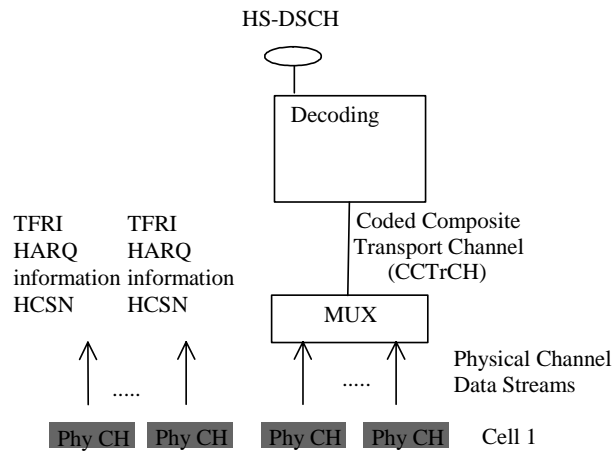 HS-DSCH
Decoding
TFRI
HARQ
information
HCSN
TFRI
HARQ
information
HCSN
Coded Composite
Transport Channel
(CCTrCH)
MUX
Physical Channel
Data Streams
.....
.....
Phy CH
Phy CH
Phy CH
Phy CH
Cell 1